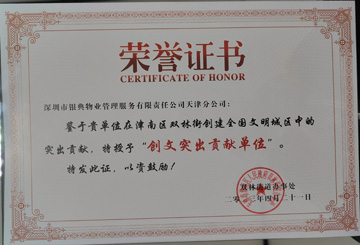 荣誉证书
CERTIFICATE OF HONOR
深圳市银典物业管理服务有限责任公司天津分公司:
鉴于贵单位在津南区双林街创建全国文明城区中的
突出贡献,特授予“创文突出贡献单位”。
特发此证,以资鼓励!
双林街道办事处
二〇二三年四月二十一日